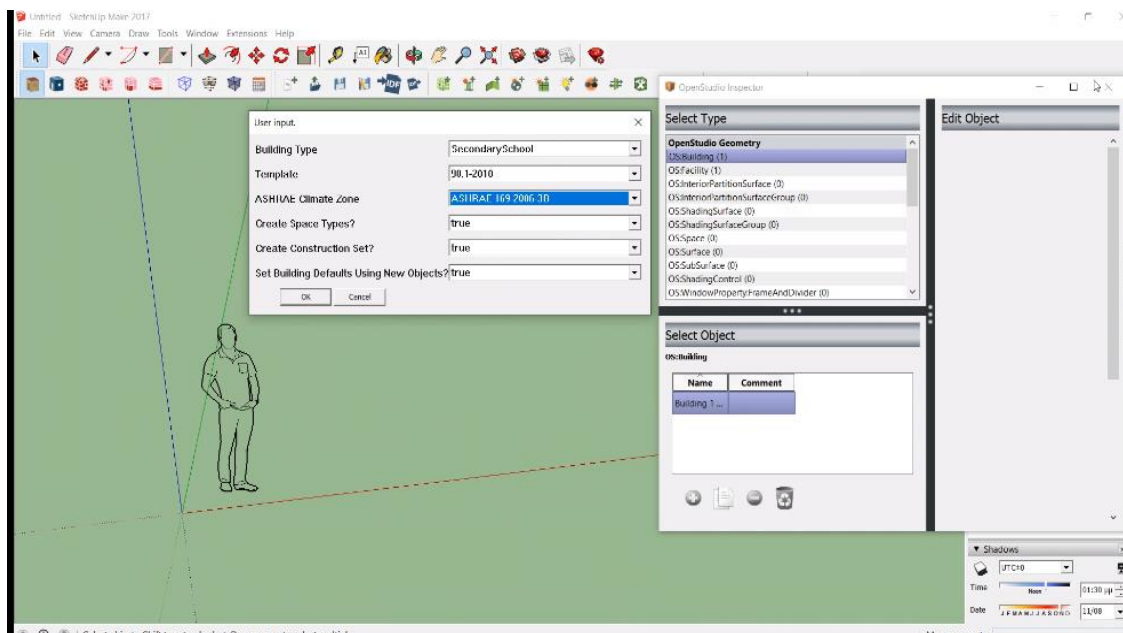 Untitled - SketchUp Make 2017
File Edit View Camera Draw Tools Window Extensions Help
OpenStudio Inspector
User input.
Building Type SecondarySchool
Template 90.1-2010
ASHRAE Climate Zone ASHRAE 169-2006-3B
Create Space Types? true
Create Construction Set? true
Set Building Defaults Using New Objects? true
OK Cancel
Select Type
OpenStudio Geometry
OS:Building (1)
OS:Facility (1)
OS:InteriorPartitionSurface (0)
OS:InteriorPartitionSurfaceGroup (0)
OS:ShadingSurface (0)
OS:ShadingSurfaceGroup (0)
OS:Space (0)
OS:Surface (0)
OS:SubSurface (0)
OS:ShadingControl (0)
OS:WindowProperty:FrameAndDivider (0)
Select Object
OS:Building
Name Comment
Building 1 ...
Edit Object
Shadows
UTC+0
Time Noon 01:30 μμ
Date J F M A M J J A S O N D 11/08